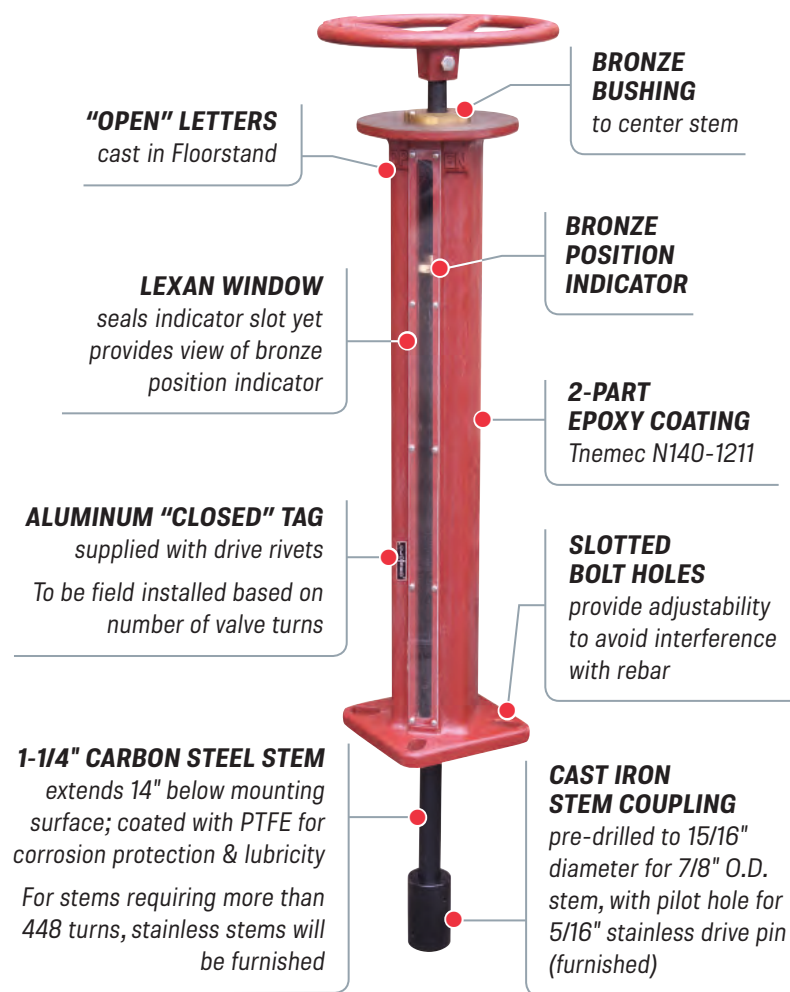 "OPEN" LETTERS
cast in Floorstand
BRONZE
BUSHING
to center stem
BRONZE
POSITION
INDICATOR
LEXAN WINDOW
seals indicator slot yet
provides view of bronze
position indicator
2-PART
EPOXY COATING
Tnemec N140-1211
ALUMINUM "CLOSED" TAG
supplied with drive rivets
To be field installed based on
number of valve turns
SLOTTED
BOLT HOLES
provide adjustability
to avoid interference
with rebar
1-1/4" CARBON STEEL STEM
extends 14" below mounting
surface; coated with PTFE for
corrosion protection & lubricity
For stems requiring more than
448 turns, stainless stems will
be furnished
CAST IRON
STEM COUPLING
pre-drilled to 15/16"
diameter for 7/8" O.D.
stem, with pilot hole for
5/16" stainless drive pin
(furnished)